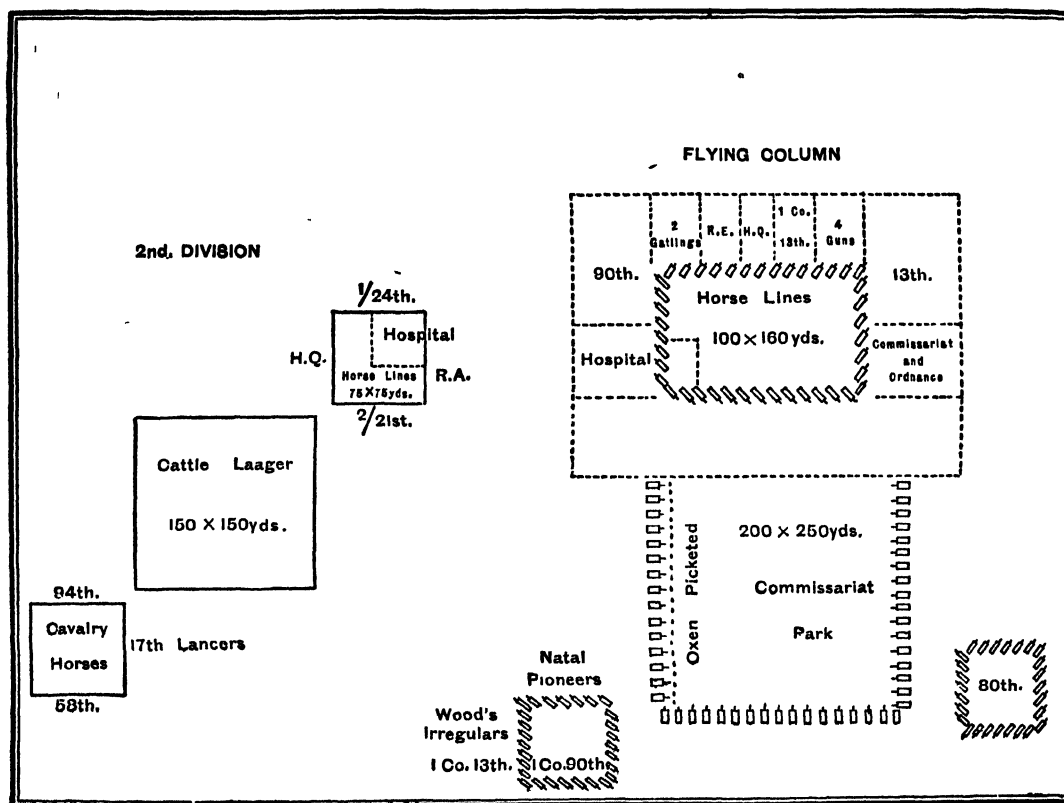 FLYING COLUMN
2
Gatlings
R.E.
H.Q.
1 Co.
13th.
4
Guns
90th.
13th.
Horse Lines
100 × 160 yds.
Hospital
Commissariat
and
Ordnance
2nd. DIVISION
1/24th.
Hospital
H.Q.
R.A.
Horse Lines
75 × 75 yds.
2/21st.
Cattle Laager
150 × 150 yds.
94th.
Cavalry
Horses
17th Lancers
58th.
Oxen Picketed
200 × 250 yds.
Commissariat
Park
Natal
Pioneers
Wood's
Irregulars
1 Co. 13th.
1 Co. 90th
80th.